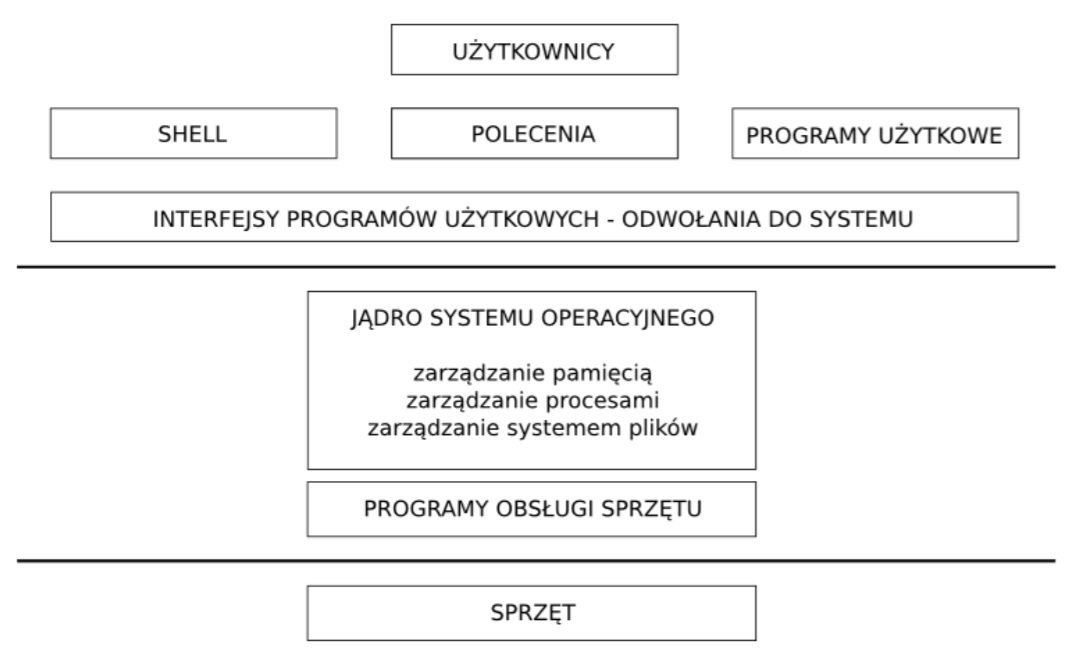 UŻYTKOWNICY
SHELL
POLECENIA
PROGRAMY UŻYTKOWE
INTERFEJSY PROGRAMÓW UŻYTKOWYCH - ODWOŁANIA DO SYSTEMU
JĄDRO SYSTEMU OPERACYJNEGO
zarządzanie pamięcią
zarządzanie procesami
zarządzanie systemem plików
PROGRAMY OBSŁUGI SPRZĘTU
SPRZĘT